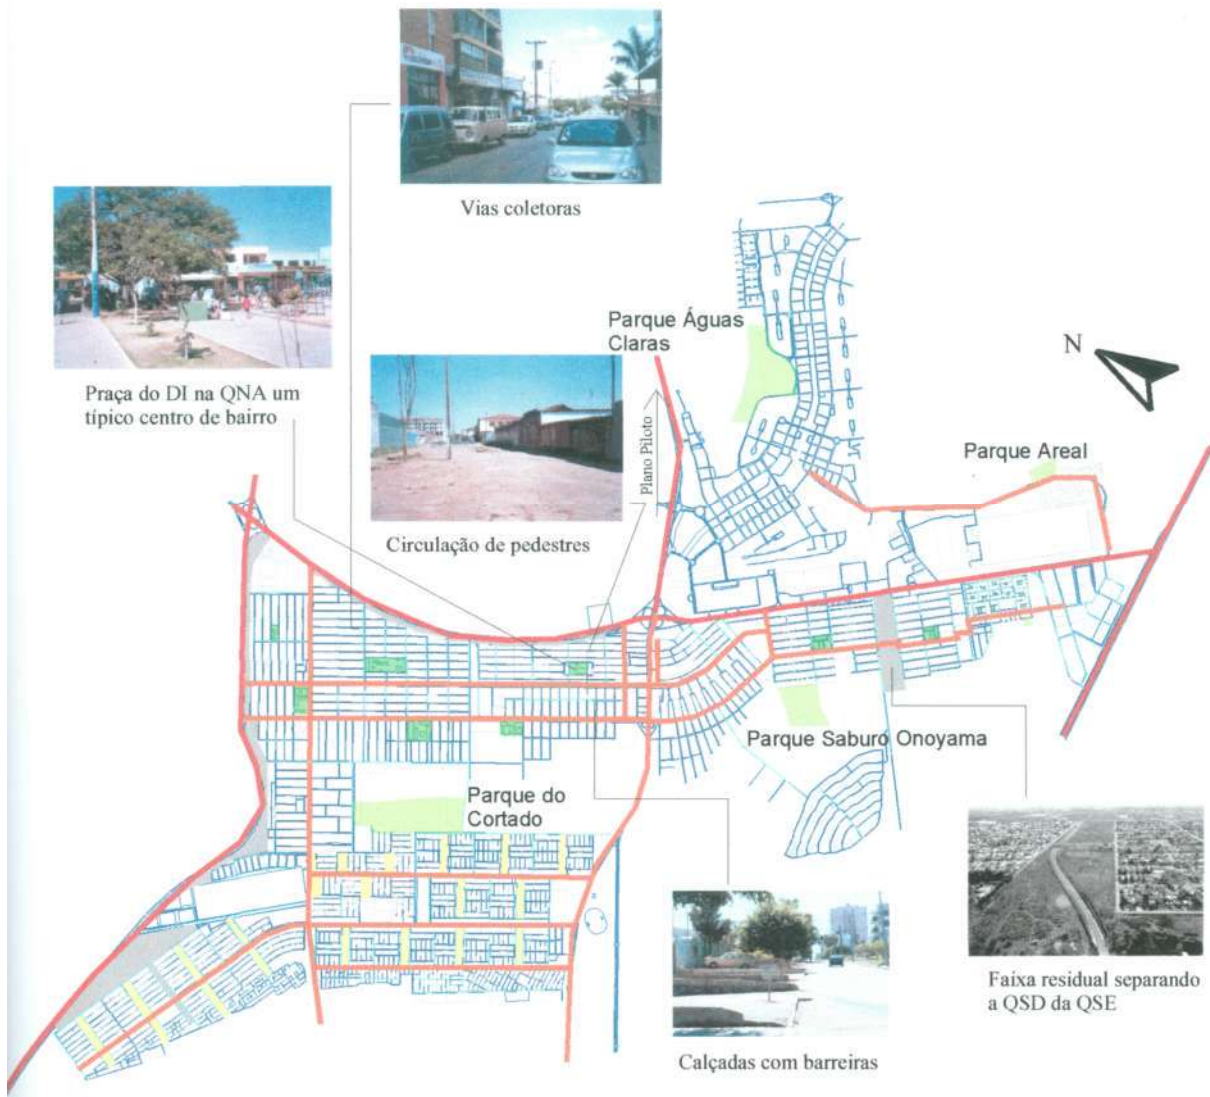 Vias coletoras
Praça do DI na QNA um
típico centro de bairro
Parque Águas
Claras
N
Plano Piloto
Circulação de pedestres
Parque Areal
Parque Saburo Onoyama
Parque do
Cortado
Faixa residual separando
a QSD da QSE
Calçadas com barreiras